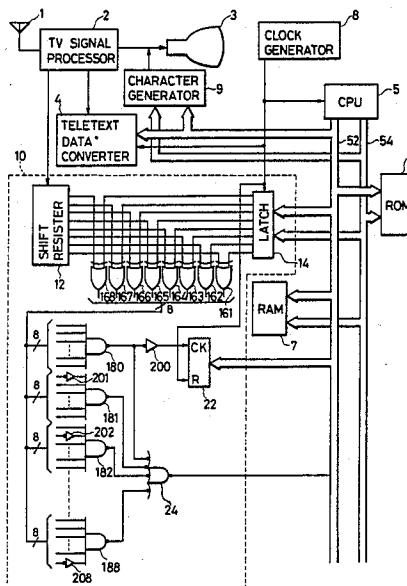 1
2
TV SIGNAL
PROCESSOR
3
8
CLOCK
GENERATOR
CHARACTER
GENERATOR
9
5
CPU
4
TELETEXT
DATA
CONVERTER
52
54
ROM
10
SHIFT
RESISTER
12
LATCH
14
168 167 166 165 164 163 162 161
8
RAM
7
8
180
200
CK
R
22
201
8
181
202
8
182
24
8
188
208